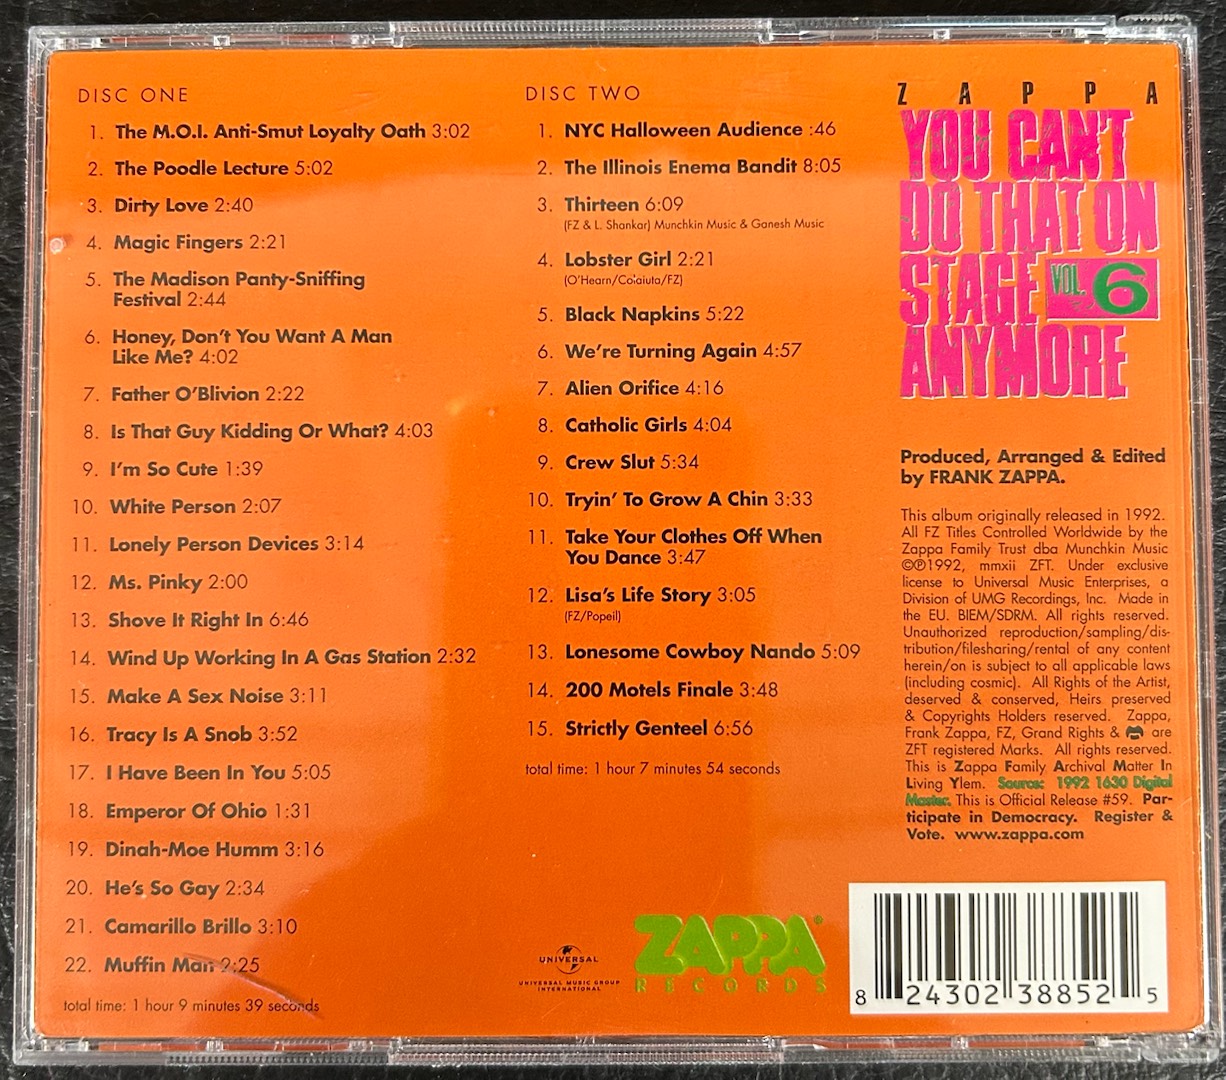 DISC ONE
1. The M.O.I. Anti-Smut Loyalty Oath 3:02
2. The Poodle Lecture 5:02
3. Dirty Love 2:40
4. Magic Fingers 2:21
5. The Madison Panty-Sniffing
Festival 2:44
6. Honey, Don't You Want A Man
Like Me? 4:02
7. Father O'Blivion 2:22
8. Is That Guy Kidding Or What? 4:03
9. I'm So Cute 1:39
10. White Person 2:07
11. Lonely Person Devices 3:14
12. Ms. Pinky 2:00
13. Shove It Right In 6:46
14. Wind Up Working In A Gas Station 2:32
15. Make A Sex Noise 3:11
16. Tracy Is A Snob 3:52
17. I Have Been In You 5:05
18. Emperor Of Ohio 1:31
19. Dinah-Moe Humm 3:16
20. He's So Gay 2:34
21. Camarillo Brillo 3:10
22. Muffin Man 2:25
total time: 1 hour 9 minutes 39 seconds
DISC TWO
1. NYC Halloween Audience :46
2. The Illinois Enema Bandit 8:05
3. Thirteen 6:09
(FZ & L. Shankar) Munchkin Music & Ganesh Music
4. Lobster Girl 2:21
(O'Hearn/Colaiuta/FZ)
5. Black Napkins 5:22
6. We're Turning Again 4:57
7. Alien Orifice 4:16
8. Catholic Girls 4:04
9. Crew Slut 5:34
10. Tryin' To Grow A Chin 3:33
11. Take Your Clothes Off When
You Dance 3:47
12. Lisa's Life Story 3:05
(FZ/Popeil)
13. Lonesome Cowboy Nando 5:09
14. 200 Motels Finale 3:48
15. Strictly Genteel 6:56
total time: 1 hour 7 minutes 54 seconds
ZAPPA
YOU CAN'T
DO THAT ON
STAGE VOL. 6
ANYMORE
Produced, Arranged & Edited
by FRANK ZAPPA.
This album originally released in 1992.
All FZ Titles Controlled Worldwide by the
Zappa Family Trust dba Munchkin Music
©℗1992, mmxii ZFT. Under exclusive
license to Universal Music Enterprises, a
Division of UMG Recordings, Inc. Made in
the EU. BIEM/SDRM. All rights reserved.
Unauthorized reproduction/sampling/dis-
tribution/filesharing/rental of any content
herein/on is subject to all applicable laws
(including cosmic). All Rights of the Artist,
deserved & conserved, Heirs preserved
& Copyrights Holders reserved. Zappa,
Frank Zappa, FZ, Grand Rights & are
ZFT registered Marks. All rights reserved.
This is Zappa Family Archival Matter In
Living Ylem. Source: 1992 1630 Digital
Master. This is Official Release #59. Par-
ticipate in Democracy. Register &
Vote. www.zappa.com
UNIVERSAL
UNIVERSAL MUSIC GROUP
INTERNATIONAL
ZAPPA®
RECORDS
8 24302 38852 5